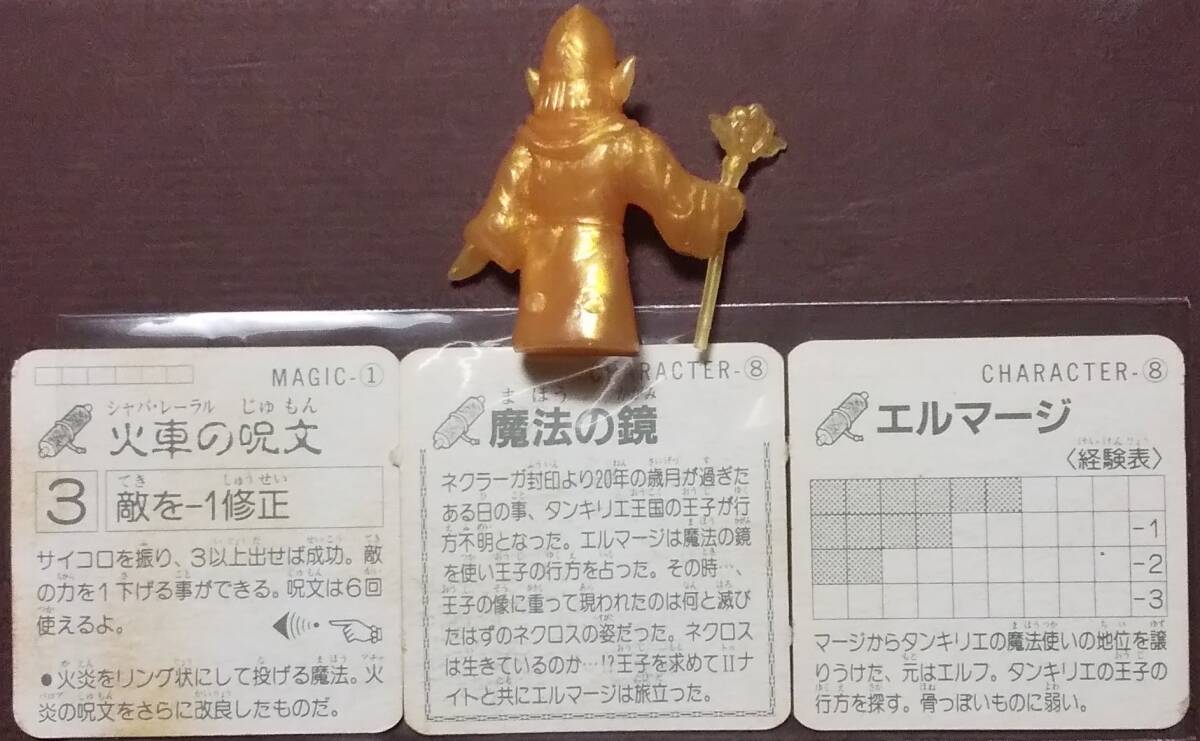 MAGIC-①
シャバ・レーラル じゅもん
火車の呪文
てき しゅうせい
3 敵を-1修正
サイコロを振り、3以上出せば成功。敵
の力を1下げる事ができる。呪文は6回
使えるよ。
●火炎をリング状にして投げる魔法。火
炎の呪文をさらに改良したものだ。
ACTER-⑧
まほう み
魔法の鏡
ネクラーガ封印より20年の歳月が過ぎた
ある日の事、タンキリエ王国の王子が行
方不明となった。エルマージは魔法の鏡
を使い王子の行方を占った。その時…、
王子の像に重って現われたのは何と滅び
たはずのネクロスの姿だった。ネクロス
は生きているのか…!?王子を求めてIIナ
イトと共にエルマージは旅立った。
CHARACTER-⑧
エルマージ
〈経験表〉
-1
-2
-3
マージからタンキリエの魔法使いの地位を譲
りうけた、元はエルフ。タンキリエの王子の
行方を探す。骨っぽいものに弱い。